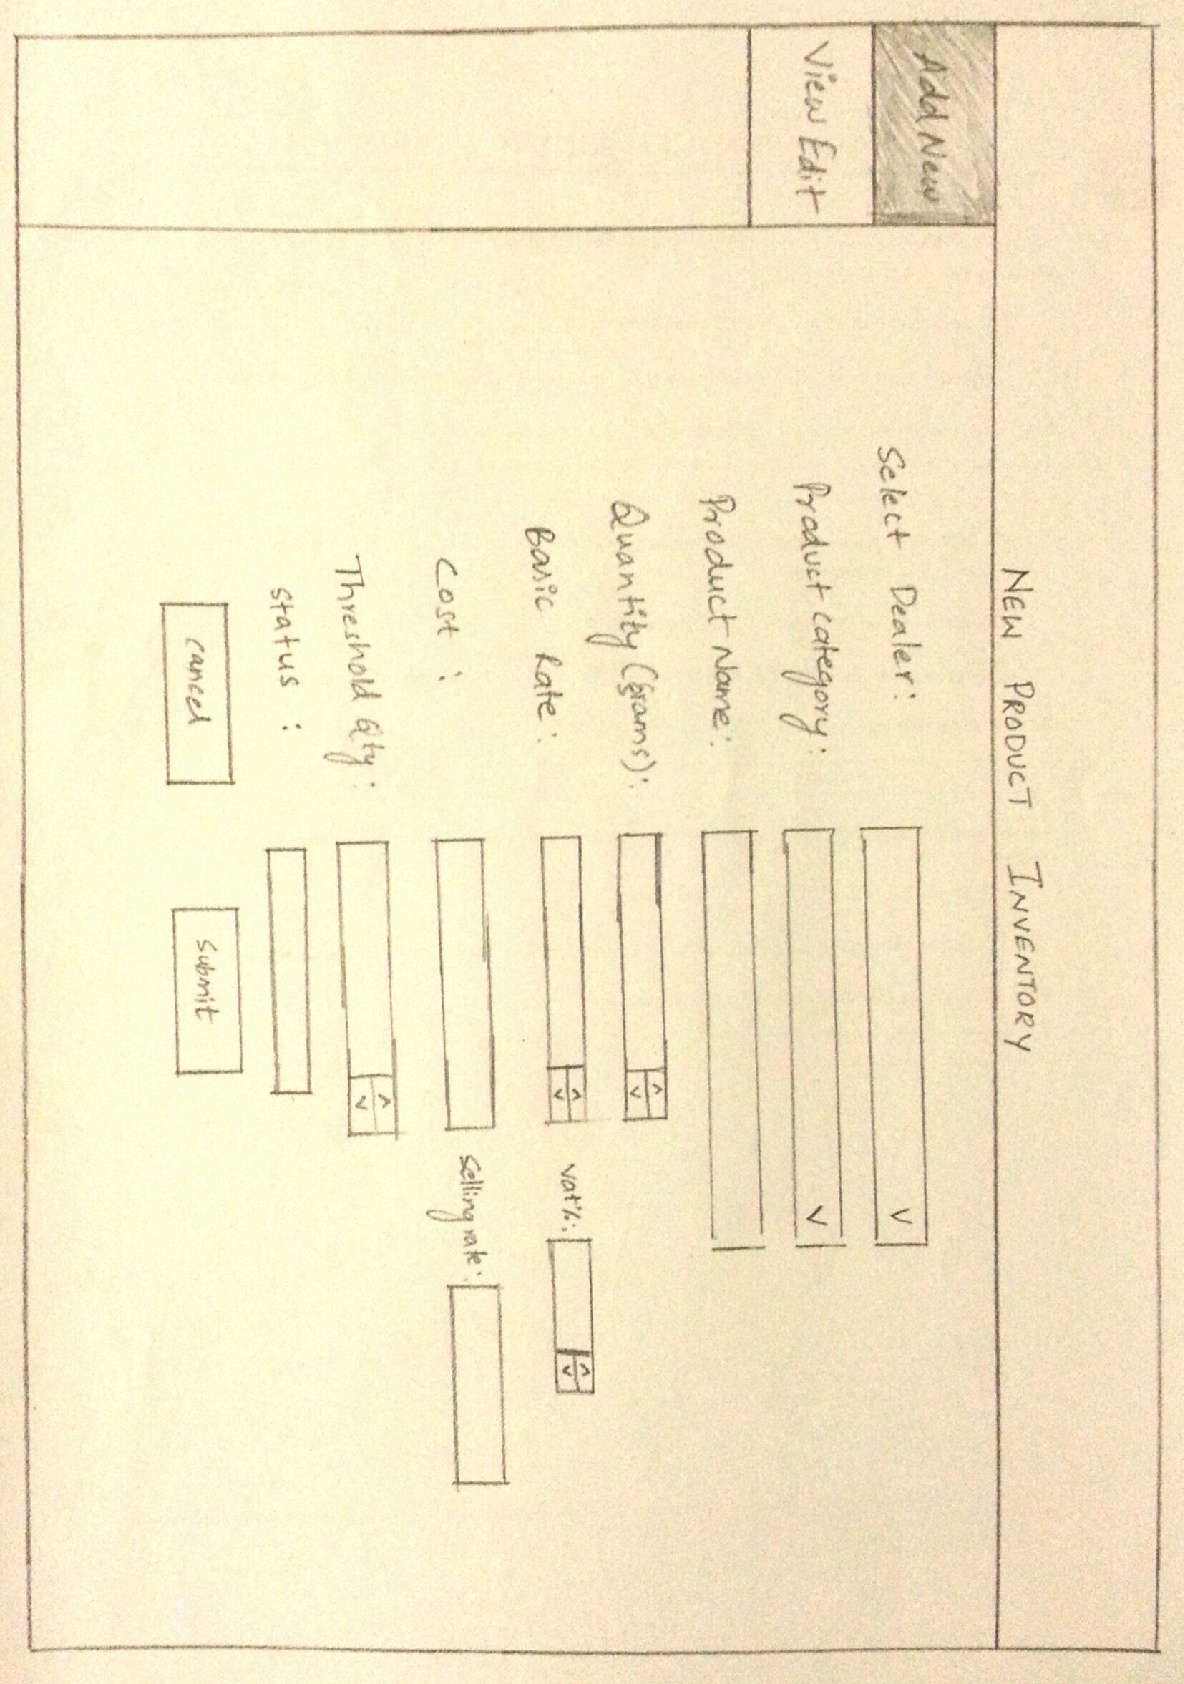 NEW PRODUCT INVENTORY
Add New
View Edit
Select Dealer:
Product category:
Product Name:
Quantity (grams):
Basic Rate: vat%:
Cost: Selling rate:
Threshold Qty:
Status:
cancel submit